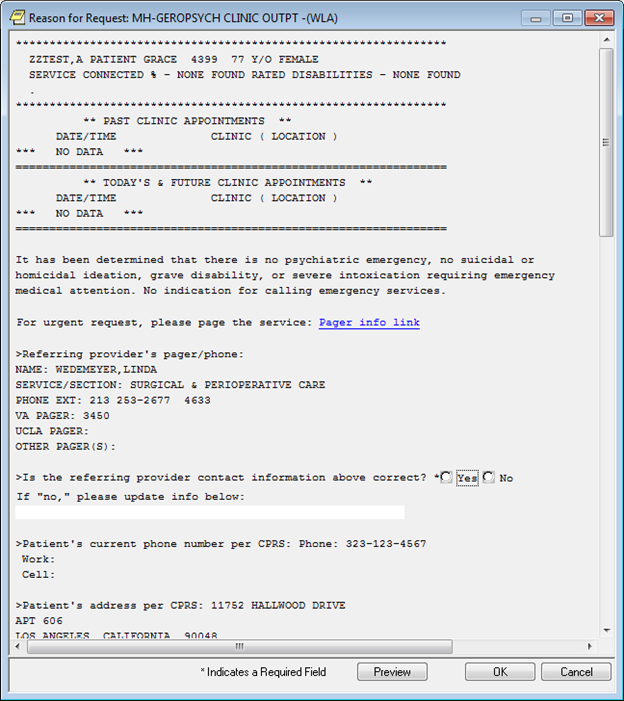 Reason for Request: MH-GEROPSYCH CLINIC OUTPT -(WLA)
******************************************************************
ZZTEST,A PATIENT GRACE  4399  77 Y/O FEMALE
SERVICE CONNECTED % - NONE FOUND RATED DISABILITIES - NONE FOUND
.
******************************************************************
** PAST CLINIC APPOINTMENTS  **
DATE/TIME               CLINIC ( LOCATION )
***   NO DATA   ***
==================================================================
** TODAY'S & FUTURE CLINIC APPOINTMENTS  **
DATE/TIME               CLINIC ( LOCATION )
***   NO DATA   ***
==================================================================
It has been determined that there is no psychiatric emergency, no suicidal or
homicidal ideation, grave disability, or severe intoxication requiring emergency
medical attention. No indication for calling emergency services.
For urgent request, please page the service: Pager info link
>Referring provider's pager/phone:
NAME: WEDEMEYER,LINDA
SERVICE/SECTION: SURGICAL & PERIOPERATIVE CARE
PHONE EXT: 213 253-2677  4633
VA PAGER: 3450
UCLA PAGER:
OTHER PAGER(S):
>Is the referring provider contact information above correct? * Yes No
If "no," please update info below:
>Patient's current phone number per CPRS: Phone: 323-123-4567
Work:
Cell:
>Patient's address per CPRS: 11752 HALLWOOD DRIVE
APT 606
LOS ANGELES, CALIFORNIA  90048
* Indicates a Required Field Preview OK Cancel